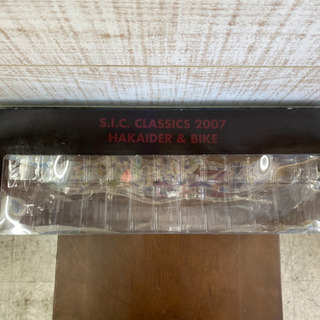 S.I.C. CLASSICS 2007
HAKAIDER & BIKE